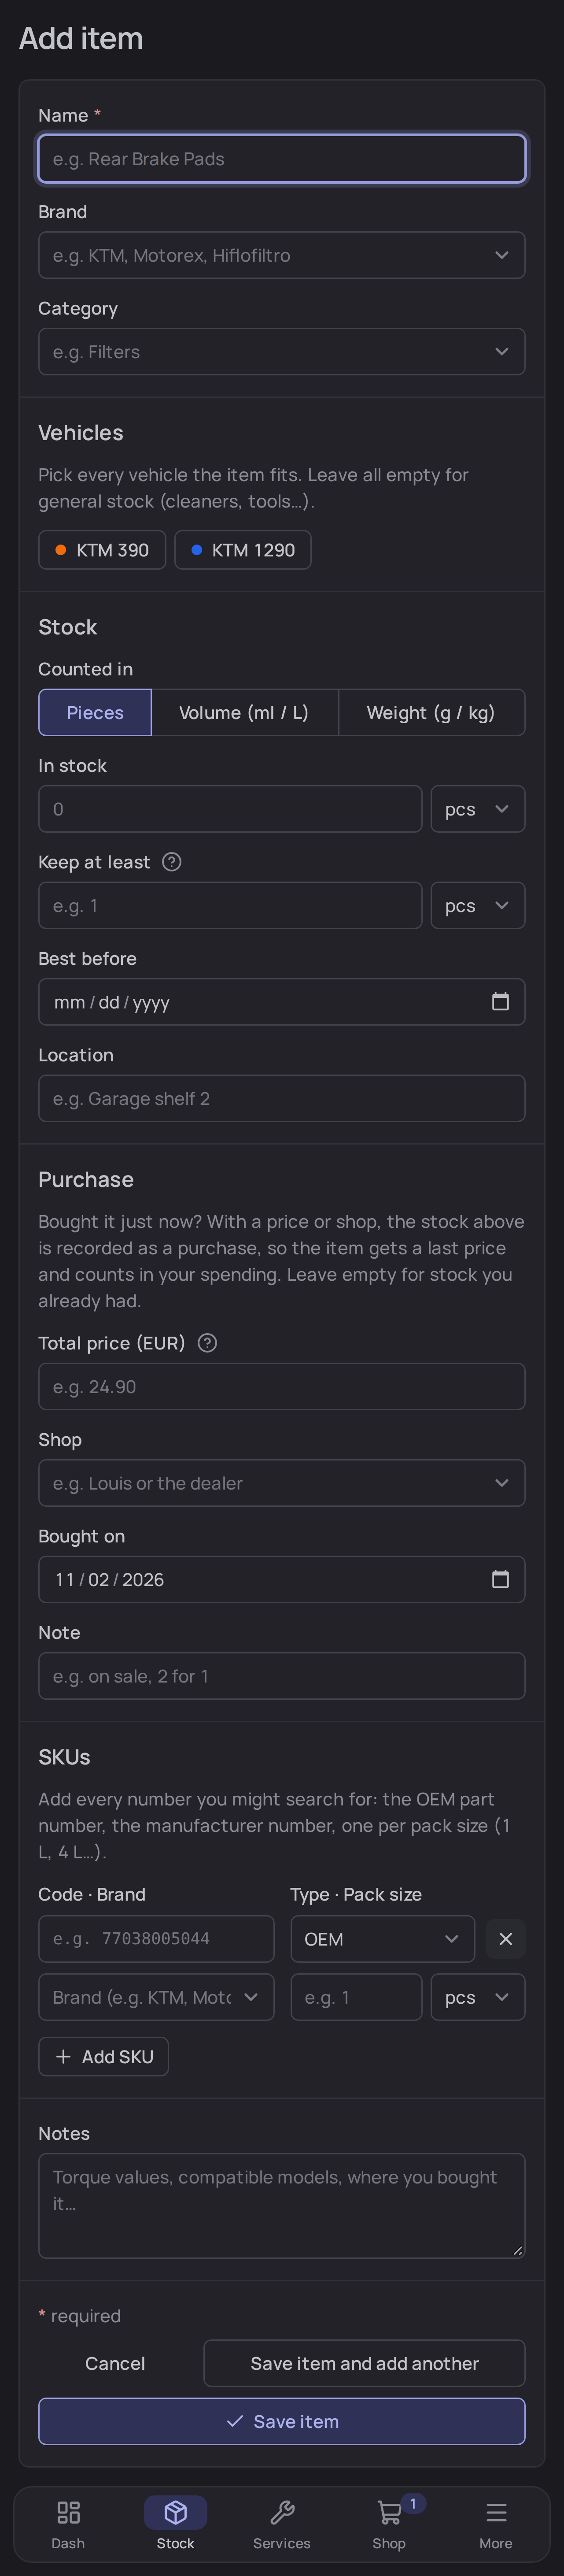 Add item
Name *
e.g. Rear Brake Pads
Brand
e.g. KTM, Motorex, Hiflofiltro
Category
e.g. Filters
Vehicles
Pick every vehicle the item fits. Leave all empty for
general stock (cleaners, tools…).
KTM 390
KTM 1290
Stock
Counted in
Pieces
Volume (ml / L)
Weight (g / kg)
In stock
0
pcs
Keep at least
e.g. 1
pcs
Best before
mm / dd / yyyy
Location
e.g. Garage shelf 2
Purchase
Bought it just now? With a price or shop, the stock above
is recorded as a purchase, so the item gets a last price
and counts in your spending. Leave empty for stock you
already had.
Total price (EUR)
e.g. 24.90
Shop
e.g. Louis or the dealer
Bought on
11 / 02 / 2026
Note
e.g. on sale, 2 for 1
SKUs
Add every number you might search for: the OEM part
number, the manufacturer number, one per pack size (1
L, 4 L…).
Code · Brand
Type · Pack size
e.g. 77038005044
OEM
Brand (e.g. KTM, Moto
e.g. 1
pcs
Add SKU
Notes
Torque values, compatible models, where you bought
it…
* required
Cancel
Save item and add another
Save item
1
Dash
Stock
Services
Shop
More